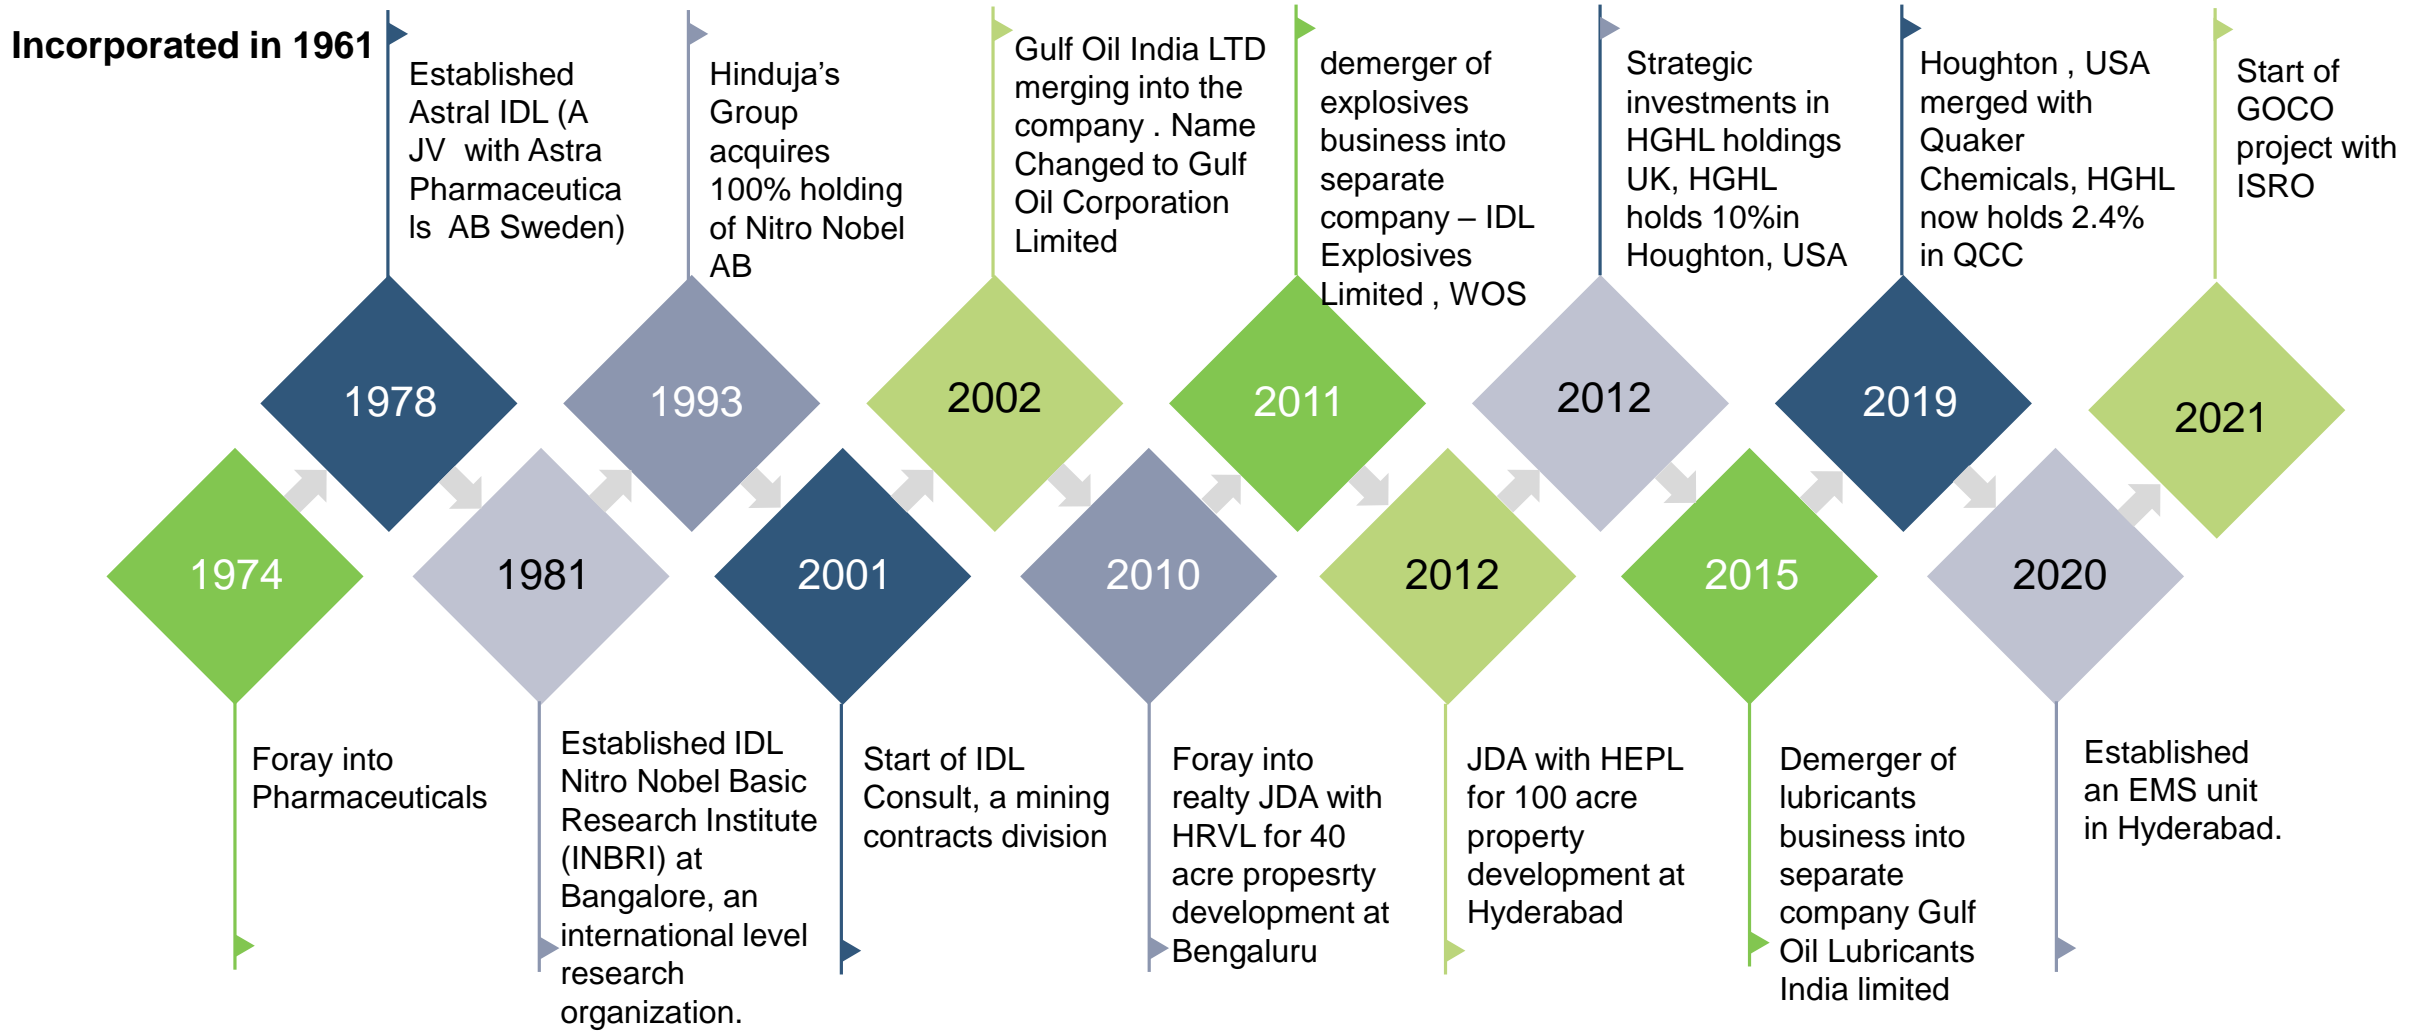 Incorporated in 1961
Established
Astral IDL (A
JV with Astra
Pharmaceutica
ls AB Sweden)
Hinduja’s
Group
acquires
100% holding
of Nitro Nobel
AB
Gulf Oil India LTD
merging into the
company . Name
Changed to Gulf
Oil Corporation
Limited
demerger of
explosives
business into
separate
company – IDL
Explosives
Limited , WOS
Strategic
investments in
HGHL holdings
UK, HGHL
holds 10%in
Houghton, USA
Houghton , USA
merged with
Quaker
Chemicals, HGHL
now holds 2.4%
in QCC
Start of
GOCO
project with
ISRO
1978
1993
2002
2011
2012
2019
2021
1974
1981
2001
2010
2012
2015
2020
Foray into
Pharmaceuticals
Established IDL
Nitro Nobel Basic
Research Institute
(INBRI) at
Bangalore, an
international level
research
organization.
Start of IDL
Consult, a mining
contracts division
Foray into
realty JDA with
HRVL for 40
acre propesrty
development at
Bengaluru
JDA with HEPL
for 100 acre
property
development at
Hyderabad
Demerger of
lubricants
business into
separate
company Gulf
Oil Lubricants
India limited
Established
an EMS unit
in Hyderabad.